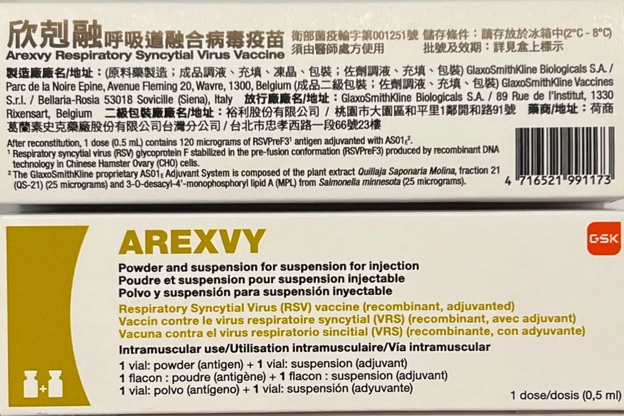 欣剋融呼吸道融合病毒疫苗
Arexvy Respiratory Syncytial Virus Vaccine
衛部菌疫輸字第001251號
須由醫師處方使用
儲存條件：請存放於冰箱中(2°C - 8°C)
批號及效期：詳見盒上標示
製造廠廠名/地址：(原料藥製造；成品調液、充填、凍晶、包裝；佐劑調液、充填、包裝) GlaxoSmithKline Biologicals S.A. /
Parc de la Noire Epine, Avenue Fleming 20, Wavre, 1300, Belgium (成品二級包裝；佐劑調液、充填、包裝) GlaxoSmithKline Vaccines
S.r.l. / Bellaria-Rosia 53018 Sovicille (Siena), Italy 放行廠廠名/地址：GlaxoSmithKline Biologicals S.A. / 89 Rue de l'Institut, 1330
Rixensart, Belgium 二級包裝廠廠名/地址：裕利股份有限公司 / 桃園市大園區和平里1鄰開和路91號 藥商/地址：荷商
葛蘭素史克藥廠股份有限公司台灣分公司 / 台北市忠孝西路一段66號23樓
After reconstitution, 1 dose (0.5 mL) contains 120 micrograms of RSVPreF3¹ antigen adjuvanted with AS01ᴇ².
¹ Respiratory syncytial virus (RSV) glycoprotein F stabilized in the pre-fusion conformation (RSVPreF3) produced by recombinant DNA
technology in Chinese Hamster Ovary (CHO) cells.
² The GlaxoSmithKline proprietary AS01ᴇ Adjuvant System is composed of the plant extract Quillaja Saponaria Molina, fraction 21
(QS-21) (25 micrograms) and 3-O-desacyl-4'-monophosphoryl lipid A (MPL) from Salmonella minnesota (25 micrograms).
4 716521 991173
AREXVY
GSK
Powder and suspension for suspension for injection
Poudre et suspension pour suspension injectable
Polvo y suspensión para suspensión inyectable
Respiratory Syncytial Virus (RSV) vaccine (recombinant, adjuvanted)
Vaccin contre le virus respiratoire syncytial (VRS) (recombinant, avec adjuvant)
Vacuna contra el virus respiratorio sincitial (VRS) (recombinante, con adyuvante)
Intramuscular use/Utilisation intramusculaire/Vía intramuscular
1 vial: powder (antigen) + 1 vial: suspension (adjuvant)
1 flacon : poudre (antigène) + 1 flacon : suspension (adjuvant)
1 vial: polvo (antígeno) + 1 vial: suspensión (adyuvante)
1 dose/dosis (0,5 ml)